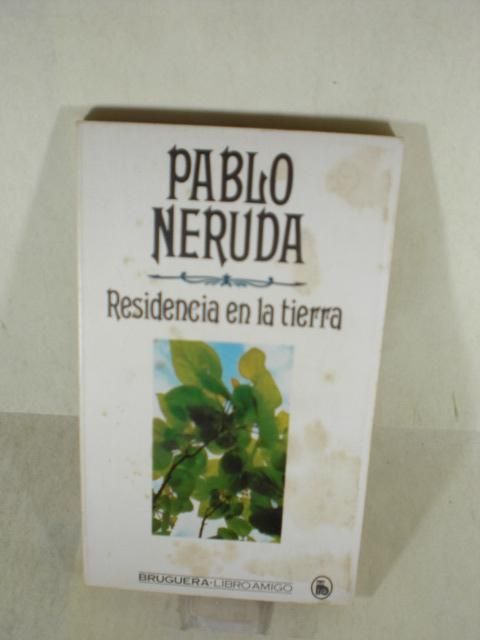 PABLO
NERUDA
Residencia en la tierra
BRUGUERA·LIBRO AMIGO